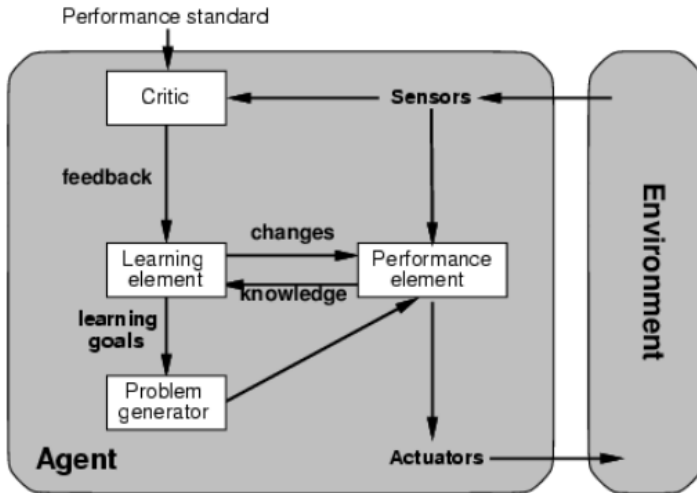 Performance standard
Critic
Sensors
feedback
changes
Learning
element
Performance
element
knowledge
learning
goals
Problem
generator
Agent
Actuators
Environment